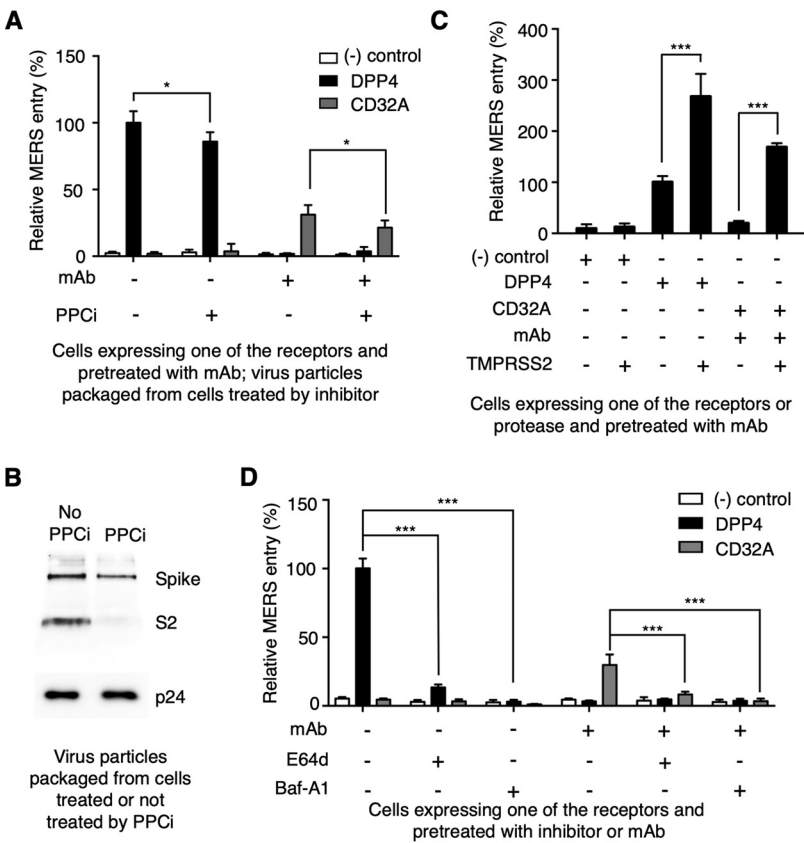 A
Relative MERS entry (%)
150
100
50
0
(-) control
DPP4
CD32A
*
*
mAb - - + +
PPCi - + - +
Cells expressing one of the receptors and
pretreated with mAb; virus particles
packaged from cells treated by inhibitor
C
Relative MERS entry (%)
400
300
200
100
0
***
***
(-) control + + - - - -
DPP4 - - + + - -
CD32A - - - - + +
mAb - - - - + +
TMPRSS2 - + - + - +
Cells expressing one of the receptors or
protease and pretreated with mAb
B
No
PPCi PPCi
Spike
S2
p24
Virus particles
packaged from cells
treated or not
treated by PPCi
D
Relative MERS entry (%)
150
100
50
0
(-) control
DPP4
CD32A
***
***
***
***
mAb - - - + + +
E64d - + - - + -
Baf-A1 - - + - - +
Cells expressing one of the receptors and
pretreated with inhibitor or mAb